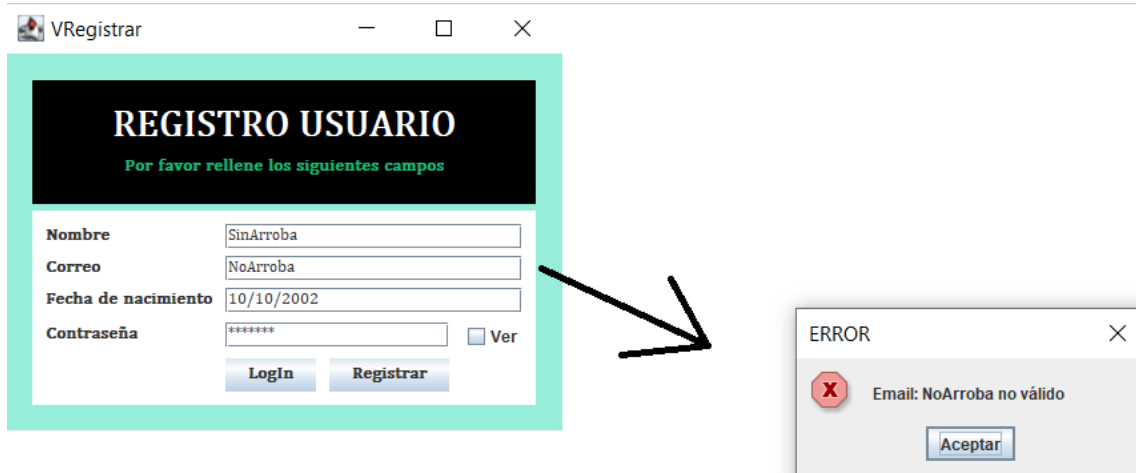 VRegistrar
REGISTRO USUARIO
Por favor rellene los siguientes campos
Nombre SinArroba
Correo NoArroba
Fecha de nacimiento 10/10/2002
Contraseña ******* Ver
LogIn Registrar
ERROR
X Email: NoArroba no válido
Aceptar